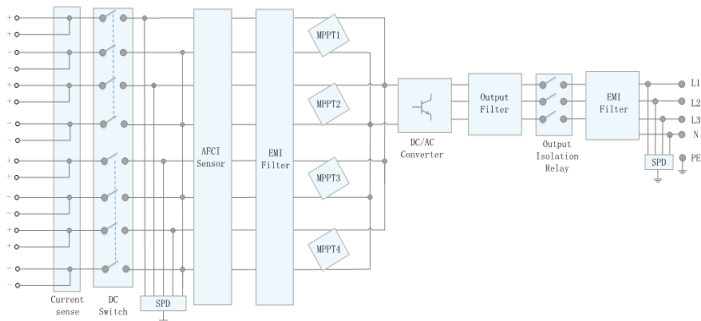 +
+
−
−
+
+
−
−
+
+
−
−
+
+
−
−
Current
sense
DC
Switch
SPD
AFCI
Sensor
EMI
Filter
MPPT1
MPPT2
MPPT3
MPPT4
DC/AC
Converter
Output
Filter
Output
Isolation
Relay
EMI
Filter
L1
L2
L3
N
SPD
PE